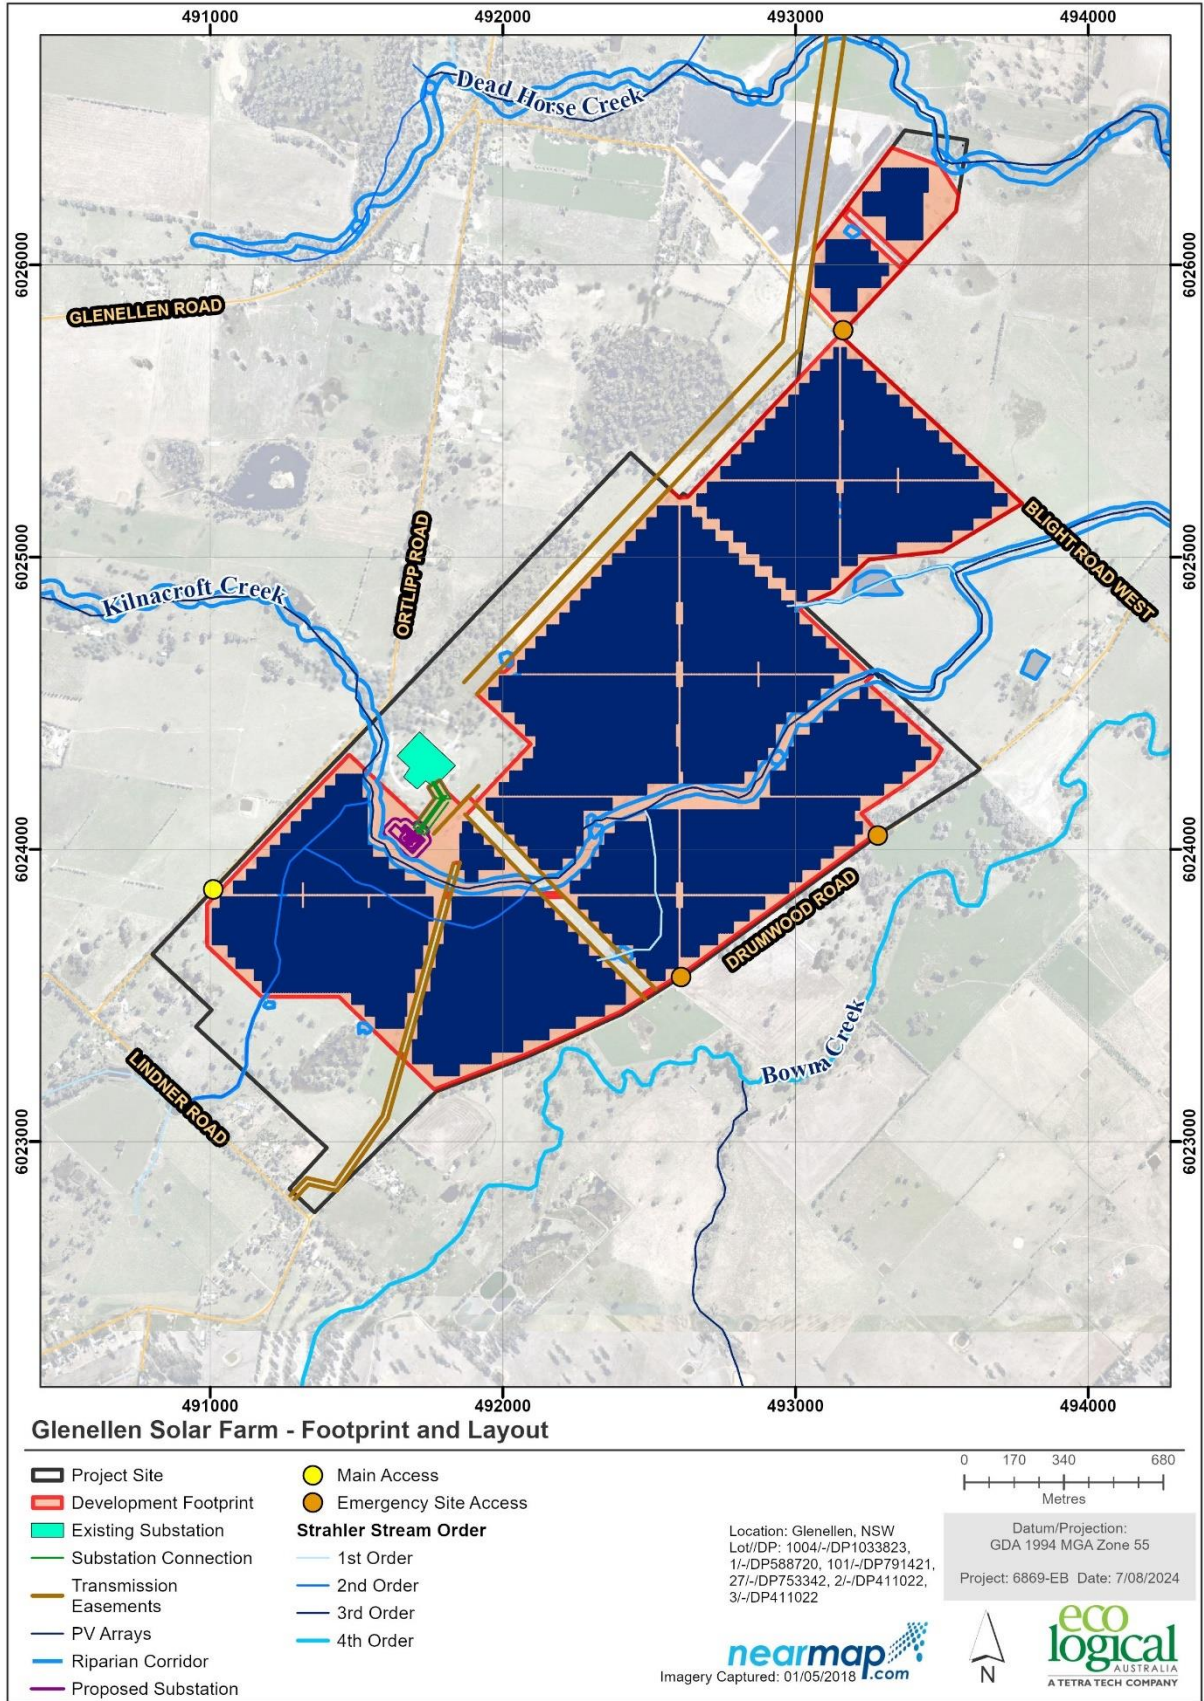 491000
492000
493000
494000
Dead Horse Creek
6026000
6026000
GLENELLEN ROAD
6025000
6025000
BLIGHT ROAD WEST
ORTLIPP ROAD
Kilnacroft Creek
6024000
6024000
DRUMWOOD ROAD
Bowna Creek
LINDNER ROAD
6023000
6023000
491000
492000
493000
494000
Glenellen Solar Farm - Footprint and Layout
Project Site
Development Footprint
Existing Substation
Substation Connection
Transmission
Easements
PV Arrays
Riparian Corridor
Proposed Substation
Main Access
Emergency Site Access
Strahler Stream Order
1st Order
2nd Order
3rd Order
4th Order
0 170 340 680
Metres
Location: Glenellen, NSW
Lot//DP: 1004/-/DP1033823,
1/-/DP588720, 101/-/DP791421,
27/-/DP753342, 2/-/DP411022,
3/-/DP411022
Datum/Projection:
GDA 1994 MGA Zone 55
Project: 6869-EB Date: 7/08/2024
nearmap
.com
Imagery Captured: 01/05/2018
N
eco
logical
AUSTRALIA
A TETRA TECH COMPANY